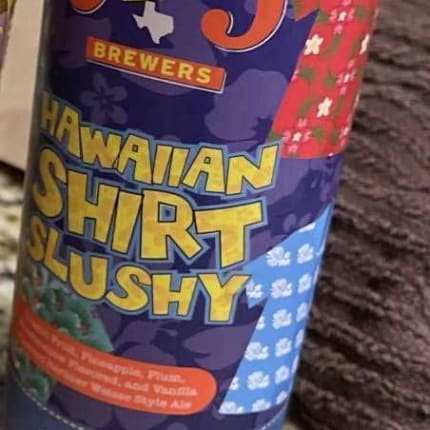 BREWERS
HAWAIIAN
SHIRT
SLUSHY
Fruit, Pineapple, Plum,
Flavored, and Vanilla
Weisse Style Ale